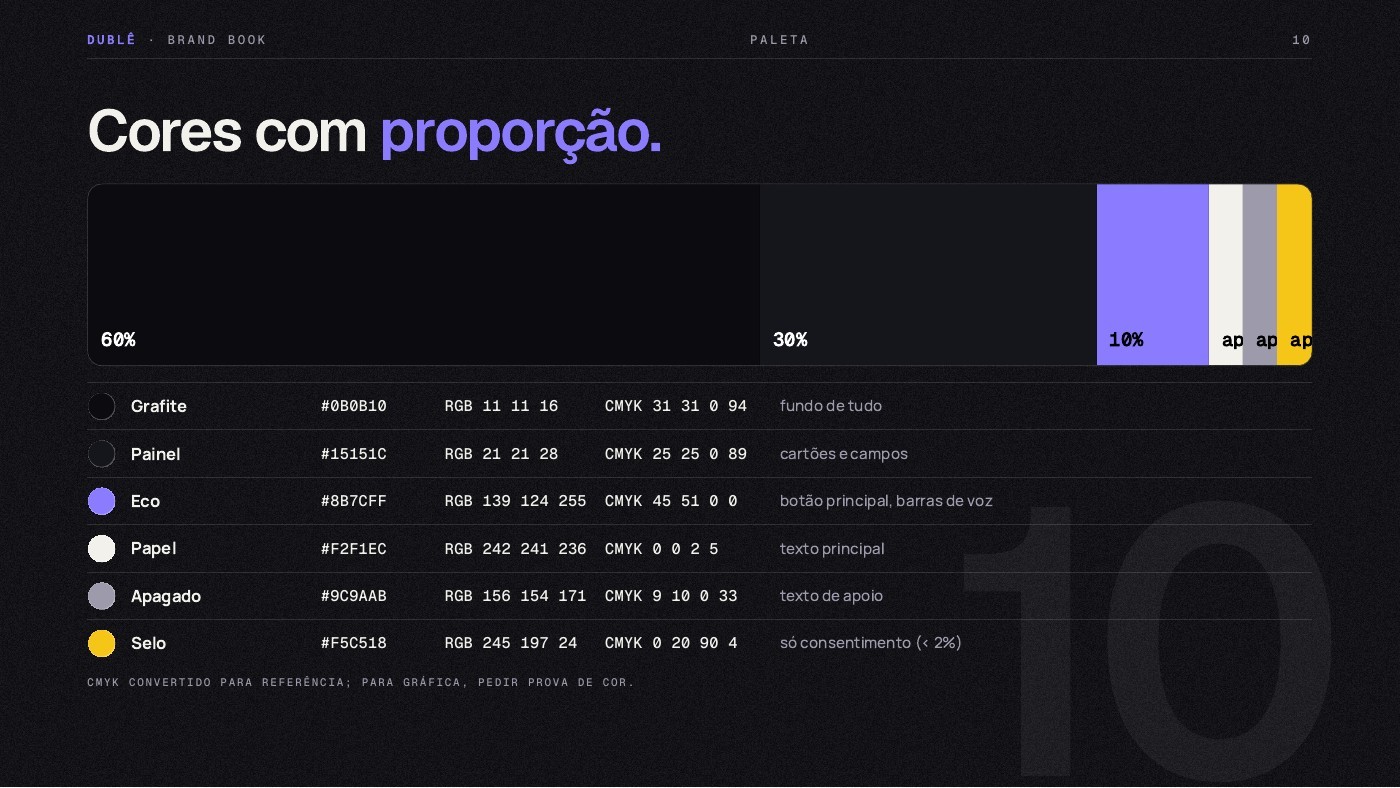 DUBLÊ · BRAND BOOK PALETA 10
Cores com proporção.
60% 30% 10% ap ap ap
Grafite #0B0B10 RGB 11 11 16 CMYK 31 31 0 94 fundo de tudo
Painel #15151C RGB 21 21 28 CMYK 25 25 0 89 cartões e campos
Eco #8B7CFF RGB 139 124 255 CMYK 45 51 0 0 botão principal, barras de voz
Papel #F2F1EC RGB 242 241 236 CMYK 0 0 2 5 texto principal
Apagado #9C9AAB RGB 156 154 171 CMYK 9 10 0 33 texto de apoio
Selo #F5C518 RGB 245 197 24 CMYK 0 20 90 4 só consentimento (< 2%)
CMYK CONVERTIDO PARA REFERÊNCIA; PARA GRÁFICA, PEDIR PROVA DE COR.
10